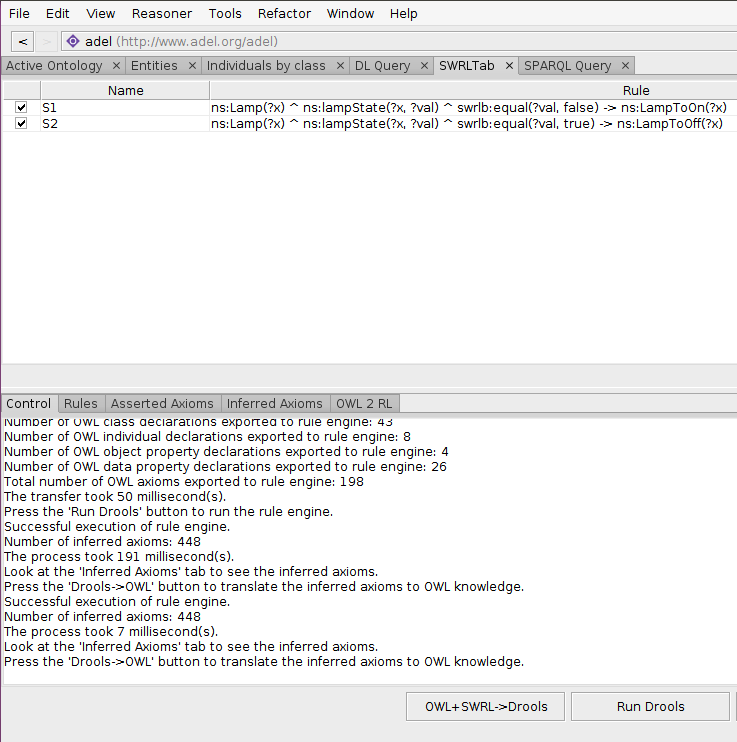 File Edit View Reasoner Tools Refactor Window Help
< > adel (http://www.adel.org/adel)
Active Ontology × Entities × Individuals by class × DL Query × SWRLTab × SPARQL Query ×
Name Rule
S1 ns:Lamp(?x) ^ ns:lampState(?x, ?val) ^ swrlb:equal(?val, false) -> ns:LampToOn(?x)
S2 ns:Lamp(?x) ^ ns:lampState(?x, ?val) ^ swrlb:equal(?val, true) -> ns:LampToOff(?x)
Control Rules Asserted Axioms Inferred Axioms OWL 2 RL
Number of OWL class declarations exported to rule engine: 43
Number of OWL individual declarations exported to rule engine: 8
Number of OWL object property declarations exported to rule engine: 4
Number of OWL data property declarations exported to rule engine: 26
Total number of OWL axioms exported to rule engine: 198
The transfer took 50 millisecond(s).
Press the 'Run Drools' button to run the rule engine.
Successful execution of rule engine.
Number of inferred axioms: 448
The process took 191 millisecond(s).
Look at the 'Inferred Axioms' tab to see the inferred axioms.
Press the 'Drools->OWL' button to translate the inferred axioms to OWL knowledge.
Successful execution of rule engine.
Number of inferred axioms: 448
The process took 7 millisecond(s).
Look at the 'Inferred Axioms' tab to see the inferred axioms.
Press the 'Drools->OWL' button to translate the inferred axioms to OWL knowledge.
OWL+SWRL->Drools Run Drools